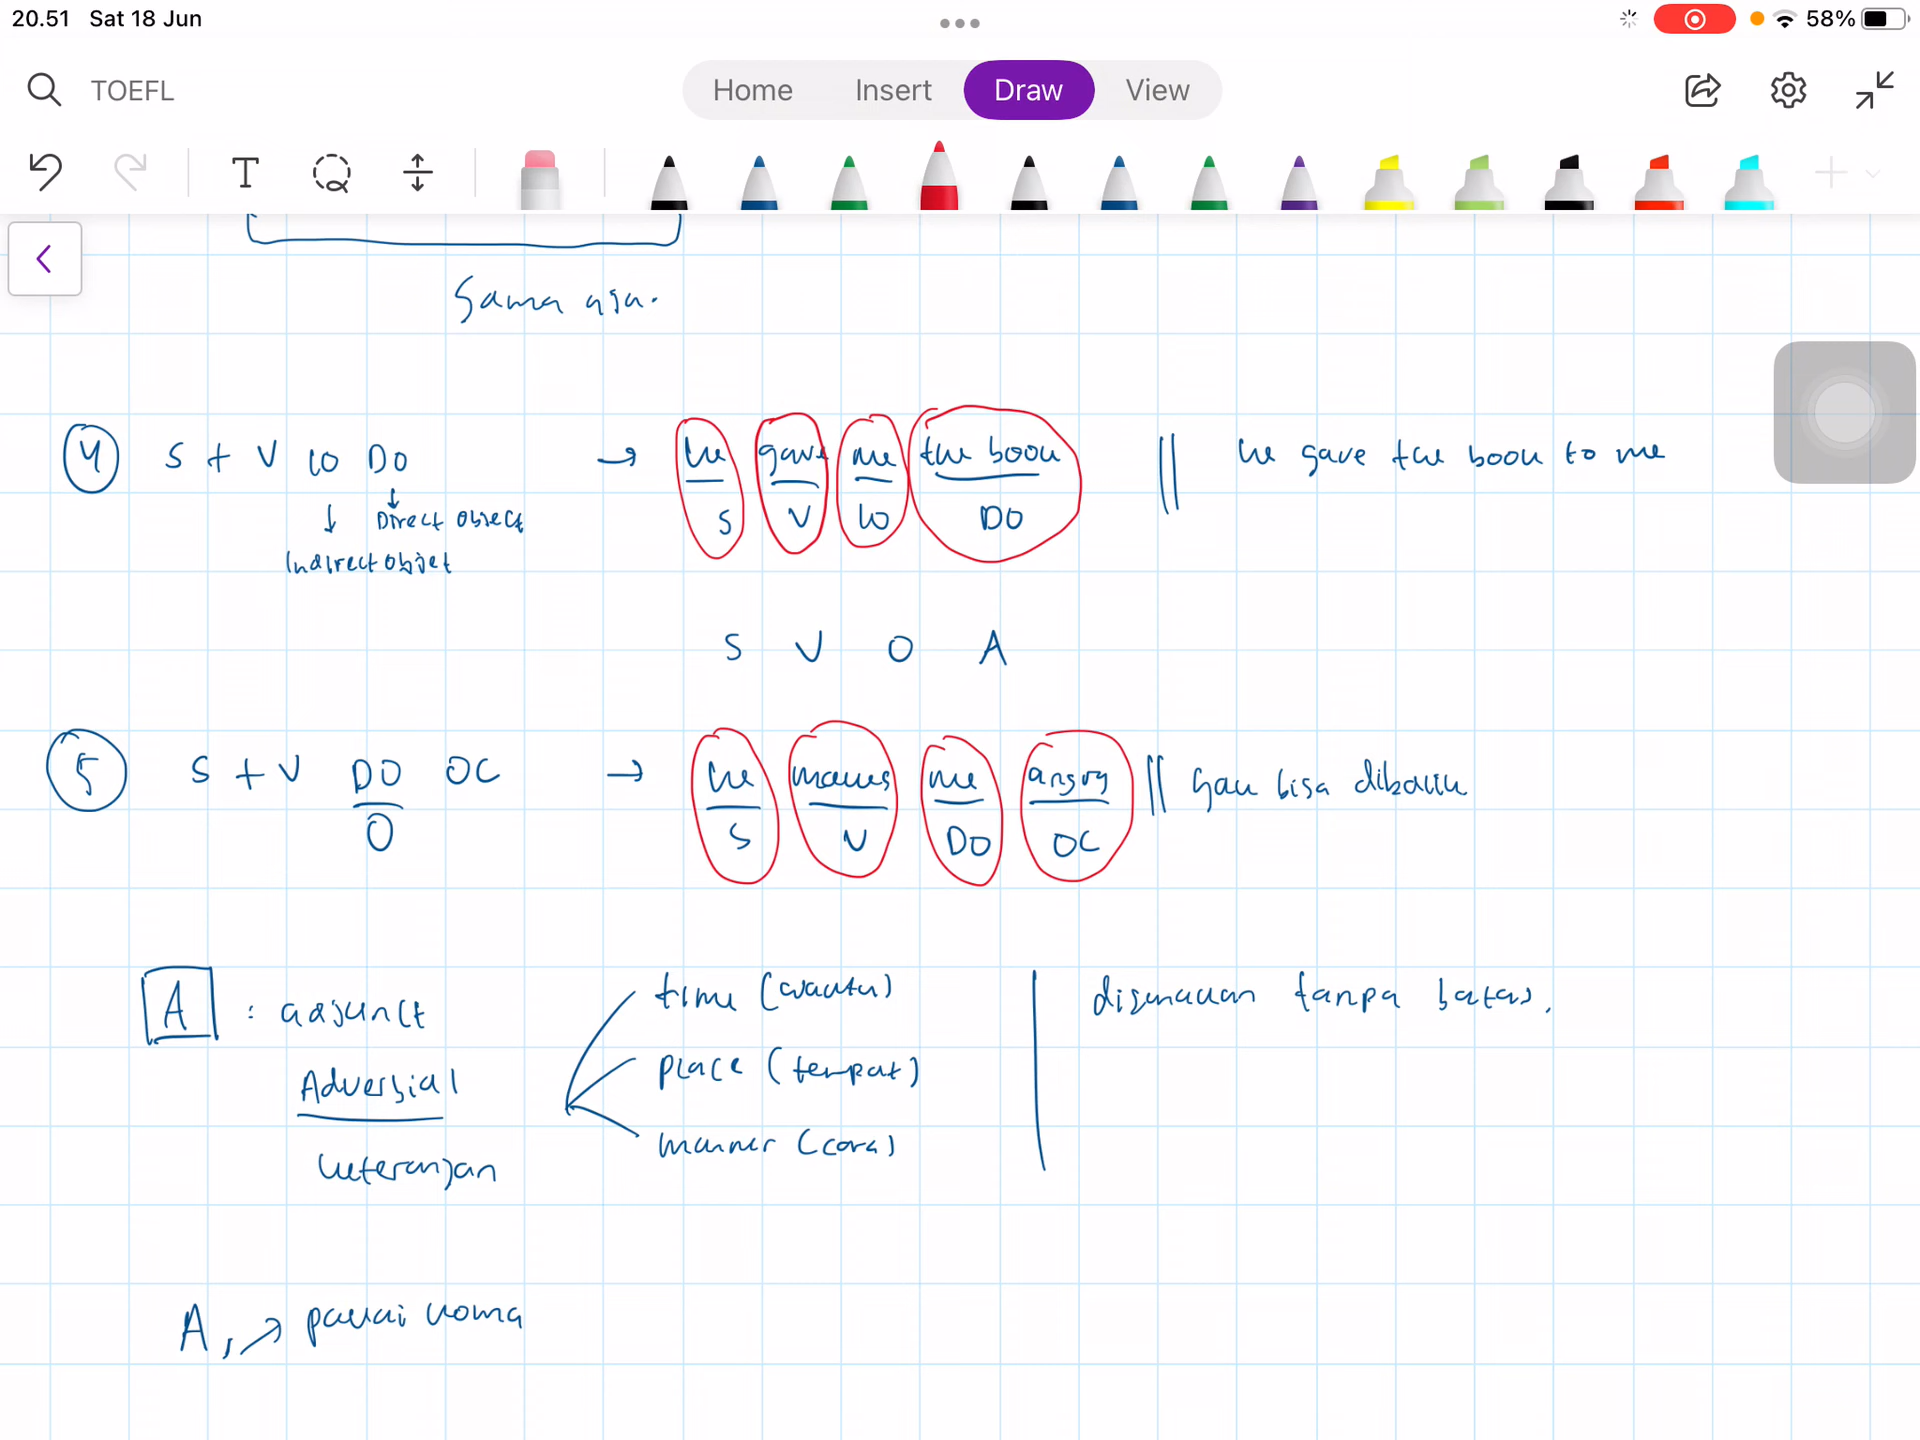 20.51 Sat 18 Jun
58%
TOEFL
Home Insert Draw View
T
Sama aja.
4 S + V IO DO → he gave me the book || he gave the book to me
↓ ↓ Direct Object
Indirect Objet
S V IO DO
S V O A
5 S + V DO OC → he makes me angry || gak bisa dibalik
O S V DO OC
A : adjunct time (waktu) digunakan tanpa batas.
Adverbial place (tempat)
keterangan manner (cara)
A, → pakai koma